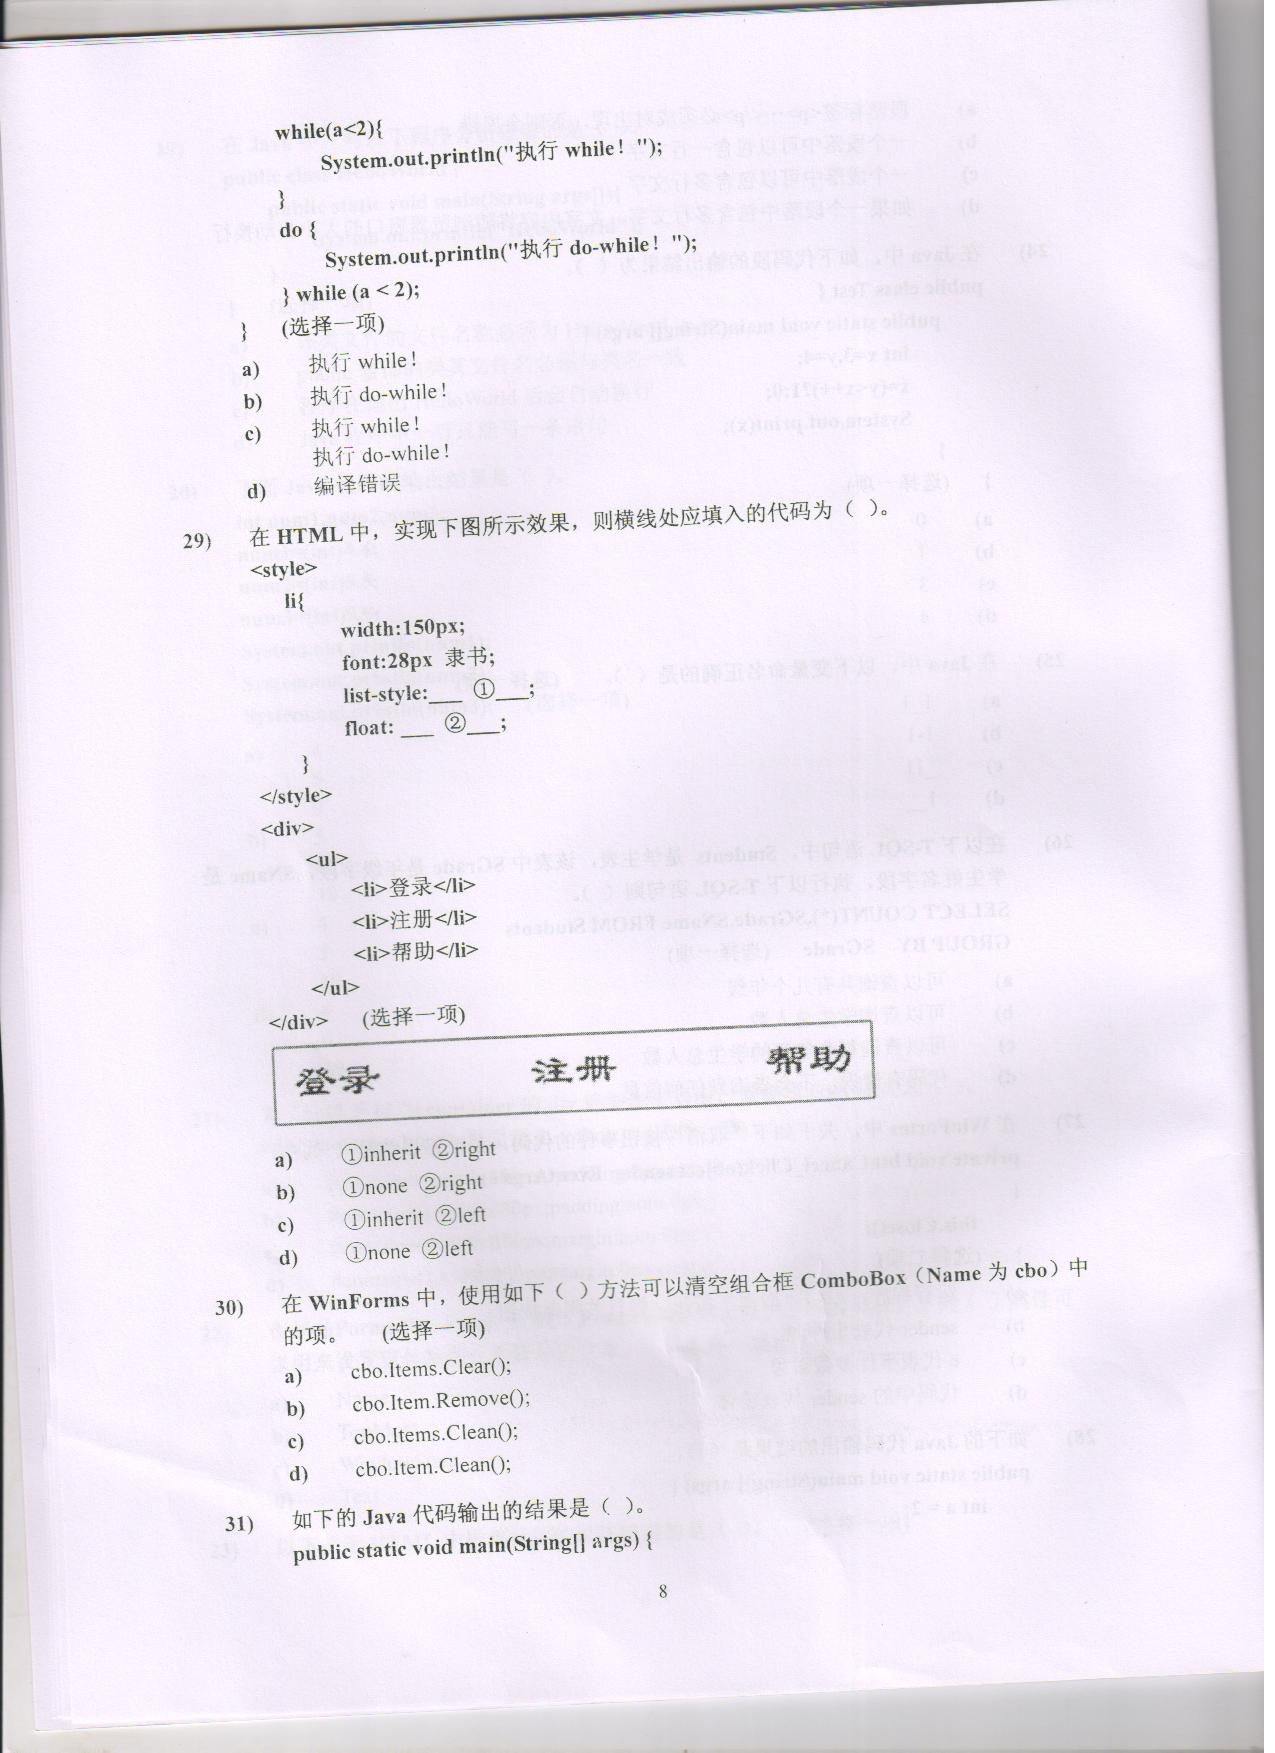 while(a<2){
System.out.println("执行 while！");
}
do {
System.out.println("执行 do-while！");
} while (a < 2);
} (选择一项)
a) 执行 while！
b) 执行 do-while！
c) 执行 while！
执行 do-while！
d) 编译错误
29) 在 HTML 中，实现下图所示效果，则横线处应填入的代码为（ ）。
<style>
li{
width:150px;
font:28px 隶书;
list-style:___ ①___;
float: ___ ②___;
}
</style>
<div>
<ul>
<li>登录</li>
<li>注册</li>
<li>帮助</li>
</ul>
</div> (选择一项)
登录 注册 帮助
a) ①inherit ②right
b) ①none ②right
c) ①inherit ②left
d) ①none ②left
30) 在 WinForms 中，使用如下（ ）方法可以清空组合框 ComboBox（Name 为 cbo）中
的项。 (选择一项)
a) cbo.Items.Clear();
b) cbo.Item.Remove();
c) cbo.Items.Clean();
d) cbo.Item.Clean();
31) 如下的 Java 代码输出的结果是（ ）。
public static void main(String[] args) {
8